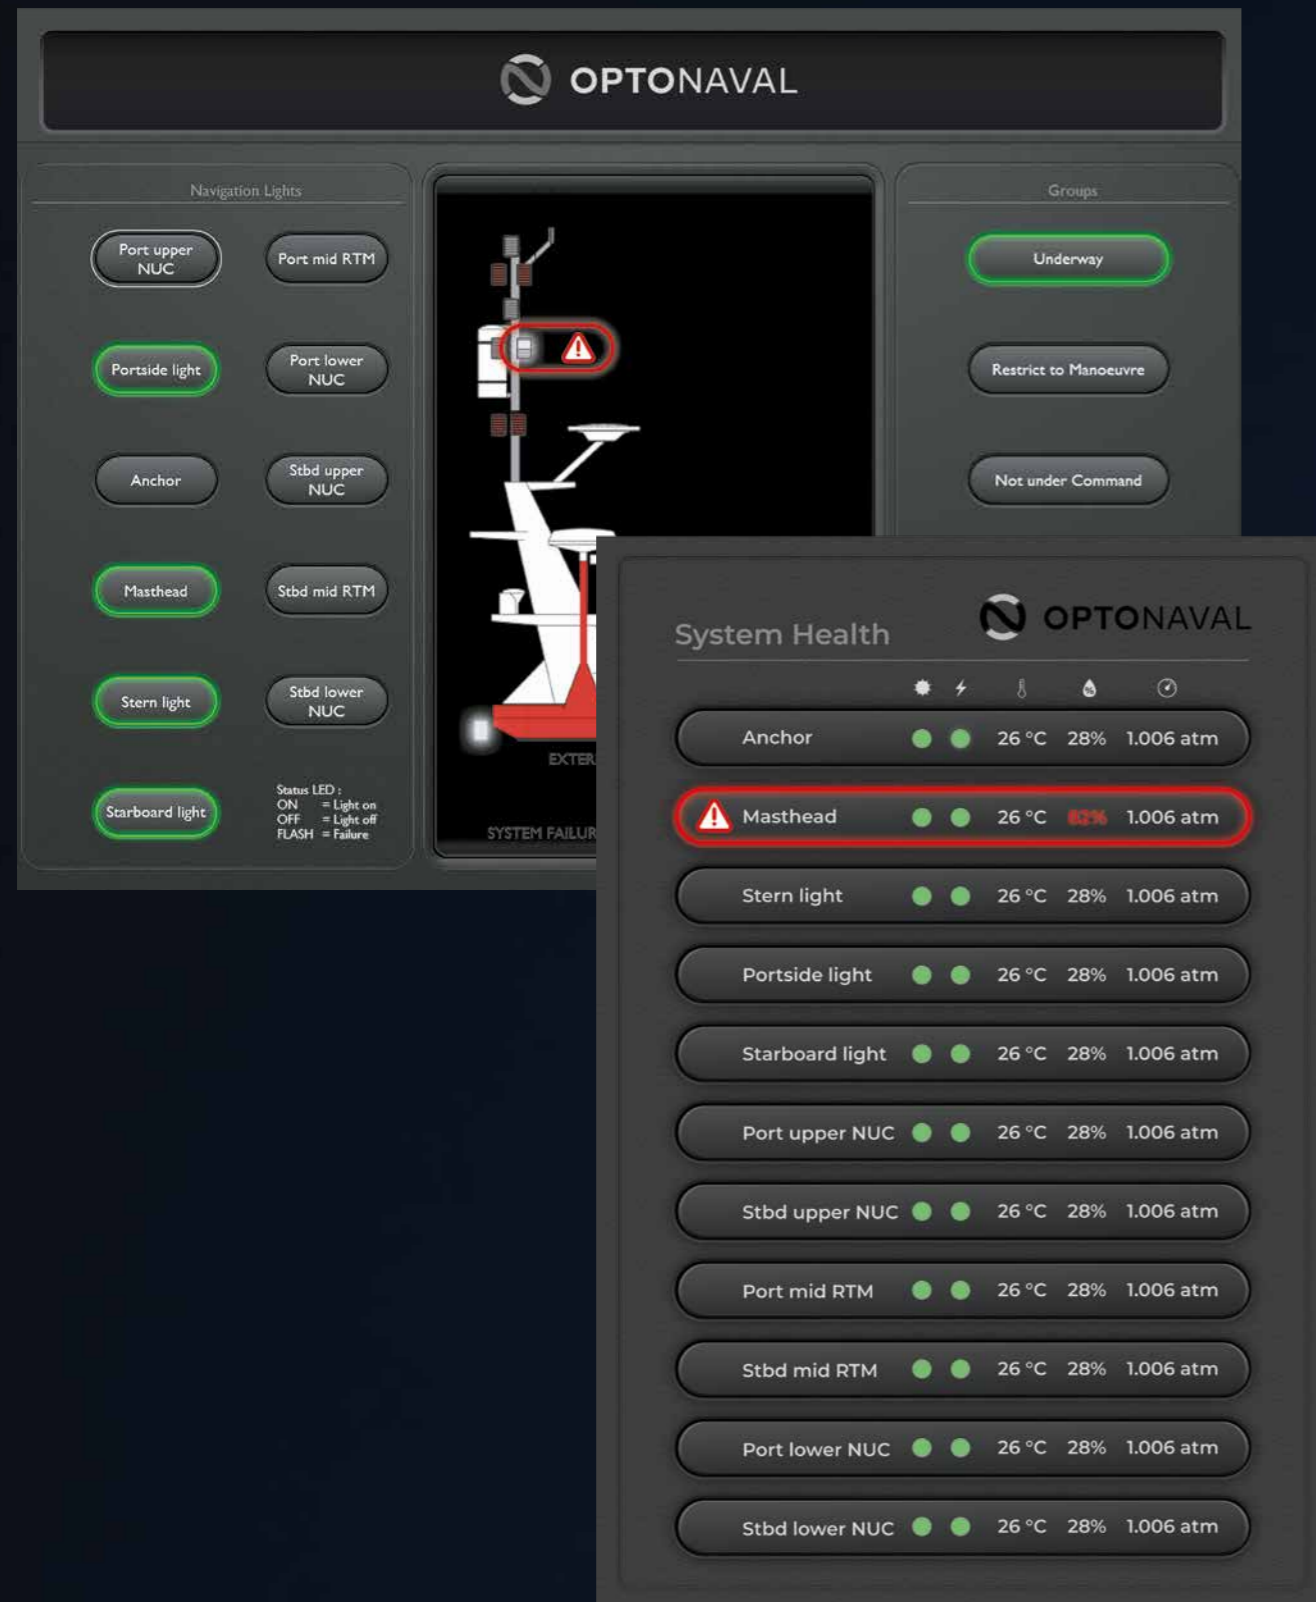 OPTONAVAL
Navigation Lights
Port upper
NUC
Port mid RTM
Portside light
Port lower
NUC
Anchor
Stbd upper
NUC
Masthead
Stbd mid RTM
Stern light
Stbd lower
NUC
Starboard light
Status LED :
ON = Light on
OFF = Light off
FLASH = Failure
EXTER
SYSTEM FAILUR
Groups
Underway
Restrict to Manoeuvre
Not under Command
System Health
OPTONAVAL
%
Anchor 26 °C 28% 1.006 atm
Masthead 26 °C 82% 1.006 atm
Stern light 26 °C 28% 1.006 atm
Portside light 26 °C 28% 1.006 atm
Starboard light 26 °C 28% 1.006 atm
Port upper NUC 26 °C 28% 1.006 atm
Stbd upper NUC 26 °C 28% 1.006 atm
Port mid RTM 26 °C 28% 1.006 atm
Stbd mid RTM 26 °C 28% 1.006 atm
Port lower NUC 26 °C 28% 1.006 atm
Stbd lower NUC 26 °C 28% 1.006 atm